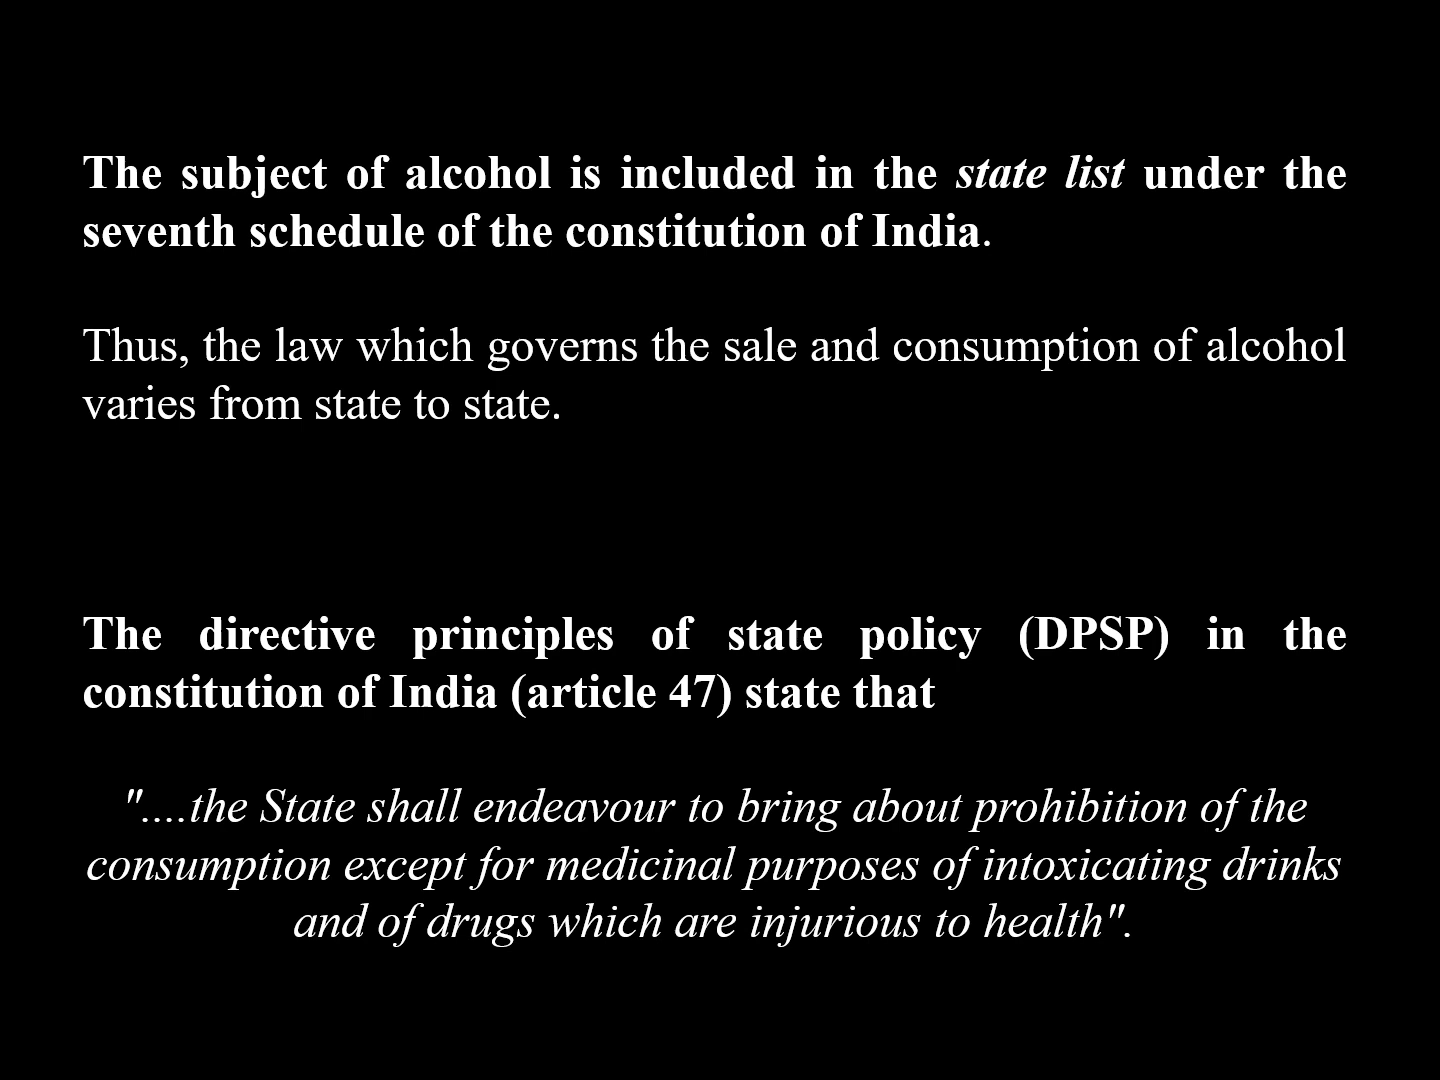 The subject of alcohol is included in the state list under the
seventh schedule of the constitution of India.
Thus, the law which governs the sale and consumption of alcohol
varies from state to state.
The directive principles of state policy (DPSP) in the
constitution of India (article 47) state that
"....the State shall endeavour to bring about prohibition of the
consumption except for medicinal purposes of intoxicating drinks
and of drugs which are injurious to health".